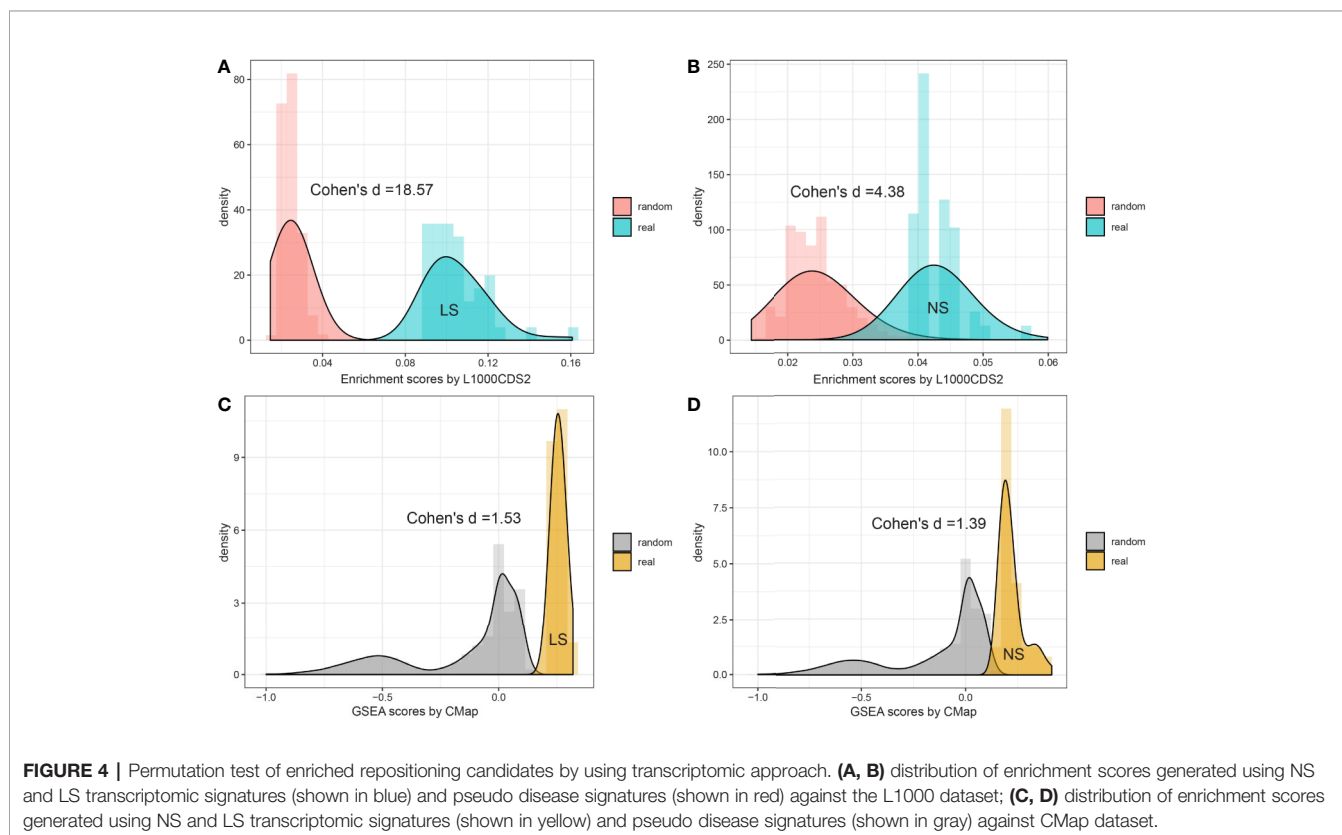 A
80
60
40
20
0
density
Cohen's d =18.57
LS
0.04
0.08
0.12
0.16
Enrichment scores by L1000CDS2
random
real
B
250
200
150
100
50
0
density
Cohen's d =4.38
NS
0.02
0.03
0.04
0.05
0.06
Enrichment scores by L1000CDS2
random
real
C
9
6
3
0
density
Cohen's d =1.53
LS
−1.0
−0.5
0.0
GSEA scores by CMap
random
real
D
10.0
7.5
5.0
2.5
0.0
density
Cohen's d =1.39
NS
−1.0
−0.5
0.0
GSEA scores by CMap
random
real
FIGURE 4 | Permutation test of enriched repositioning candidates by using transcriptomic approach. (A, B) distribution of enrichment scores generated using NS
and LS transcriptomic signatures (shown in blue) and pseudo disease signatures (shown in red) against the L1000 dataset; (C, D) distribution of enrichment scores
generated using NS and LS transcriptomic signatures (shown in yellow) and pseudo disease signatures (shown in gray) against CMap dataset.